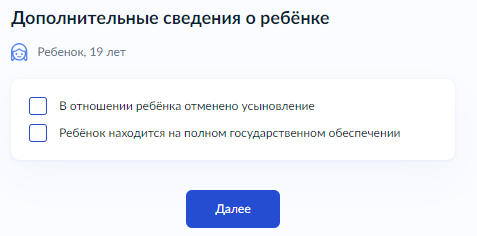 Дополнительные сведения о ребёнке
Ребенок, 19 лет
В отношении ребёнка отменено усыновление
Ребёнок находится на полном государственном обеспечении
Далее